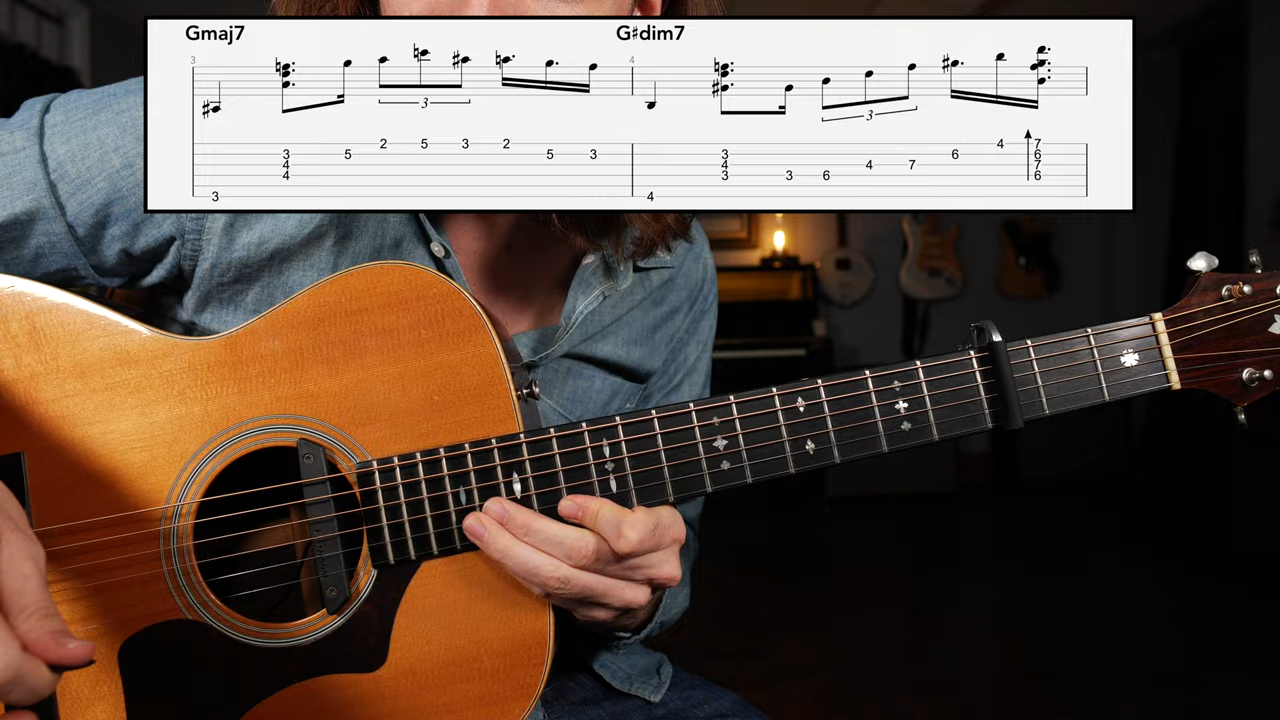 Gmaj7 G♯dim7
3 4
3 3
2 5 3 2 4 7
3 5 5 3 3 6 6
4 4 4 7 7
4 3 3 6 6
3 4